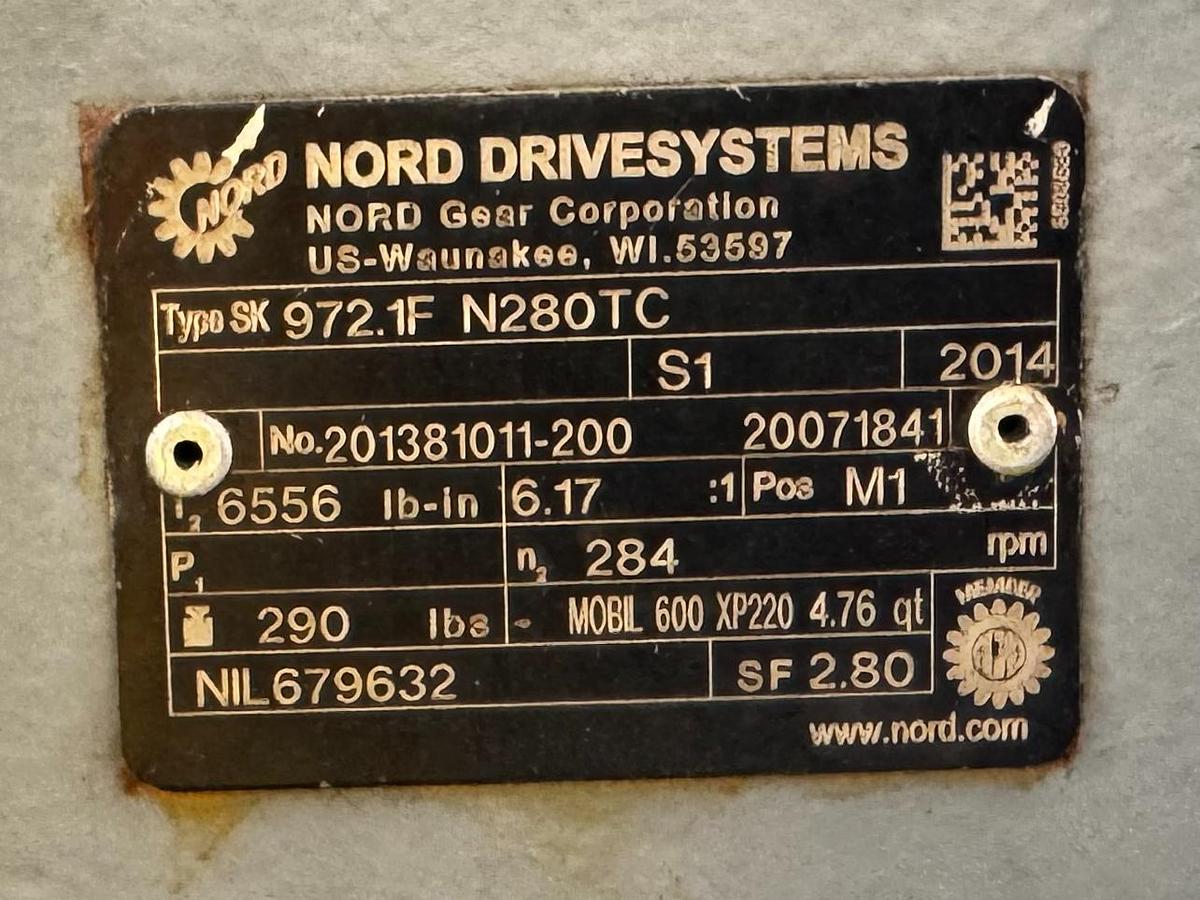 NORD
NORD DRIVESYSTEMS
NORD Gear Corporation
US-Waunakee, WI.53597
Type SK 972.1F N280TC
S1 2014
No.201381011-200 20071841
T2 6556 lb-in 6.17 :1 Pos M1
P1 n2 284 rpm
290 lbs - MOBIL 600 XP220 4.76 qt
MEMBER
NIL679632 SF 2.80
www.nord.com